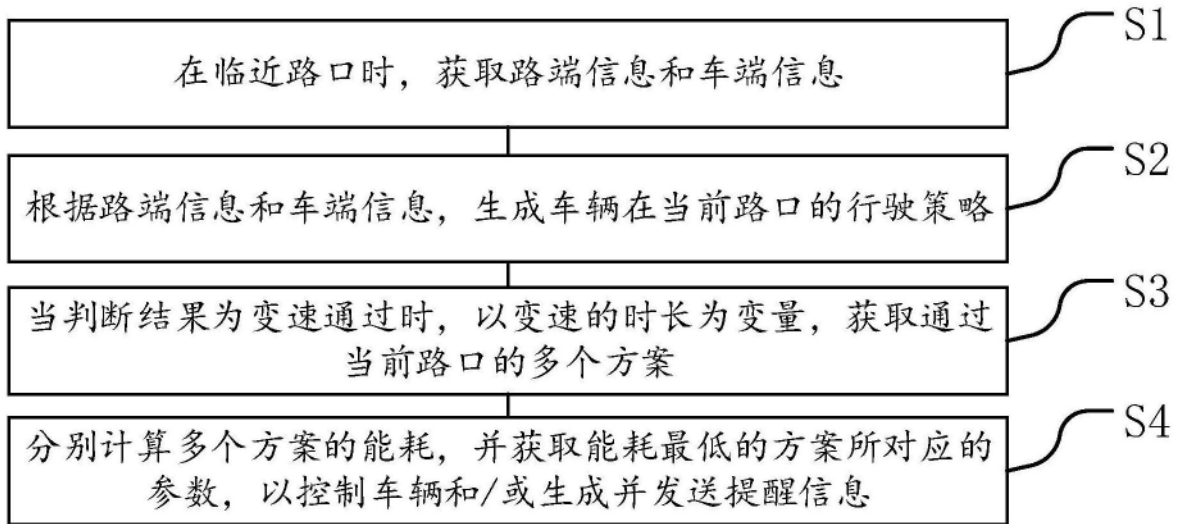 在临近路口时，获取路端信息和车端信息
S1
根据路端信息和车端信息，生成车辆在当前路口的行驶策略
S2
当判断结果为变速通过时，以变速的时长为变量，获取通过
当前路口的多个方案
S3
分别计算多个方案的能耗，并获取能耗最低的方案所对应的
参数，以控制车辆和/或生成并发送提醒信息
S4